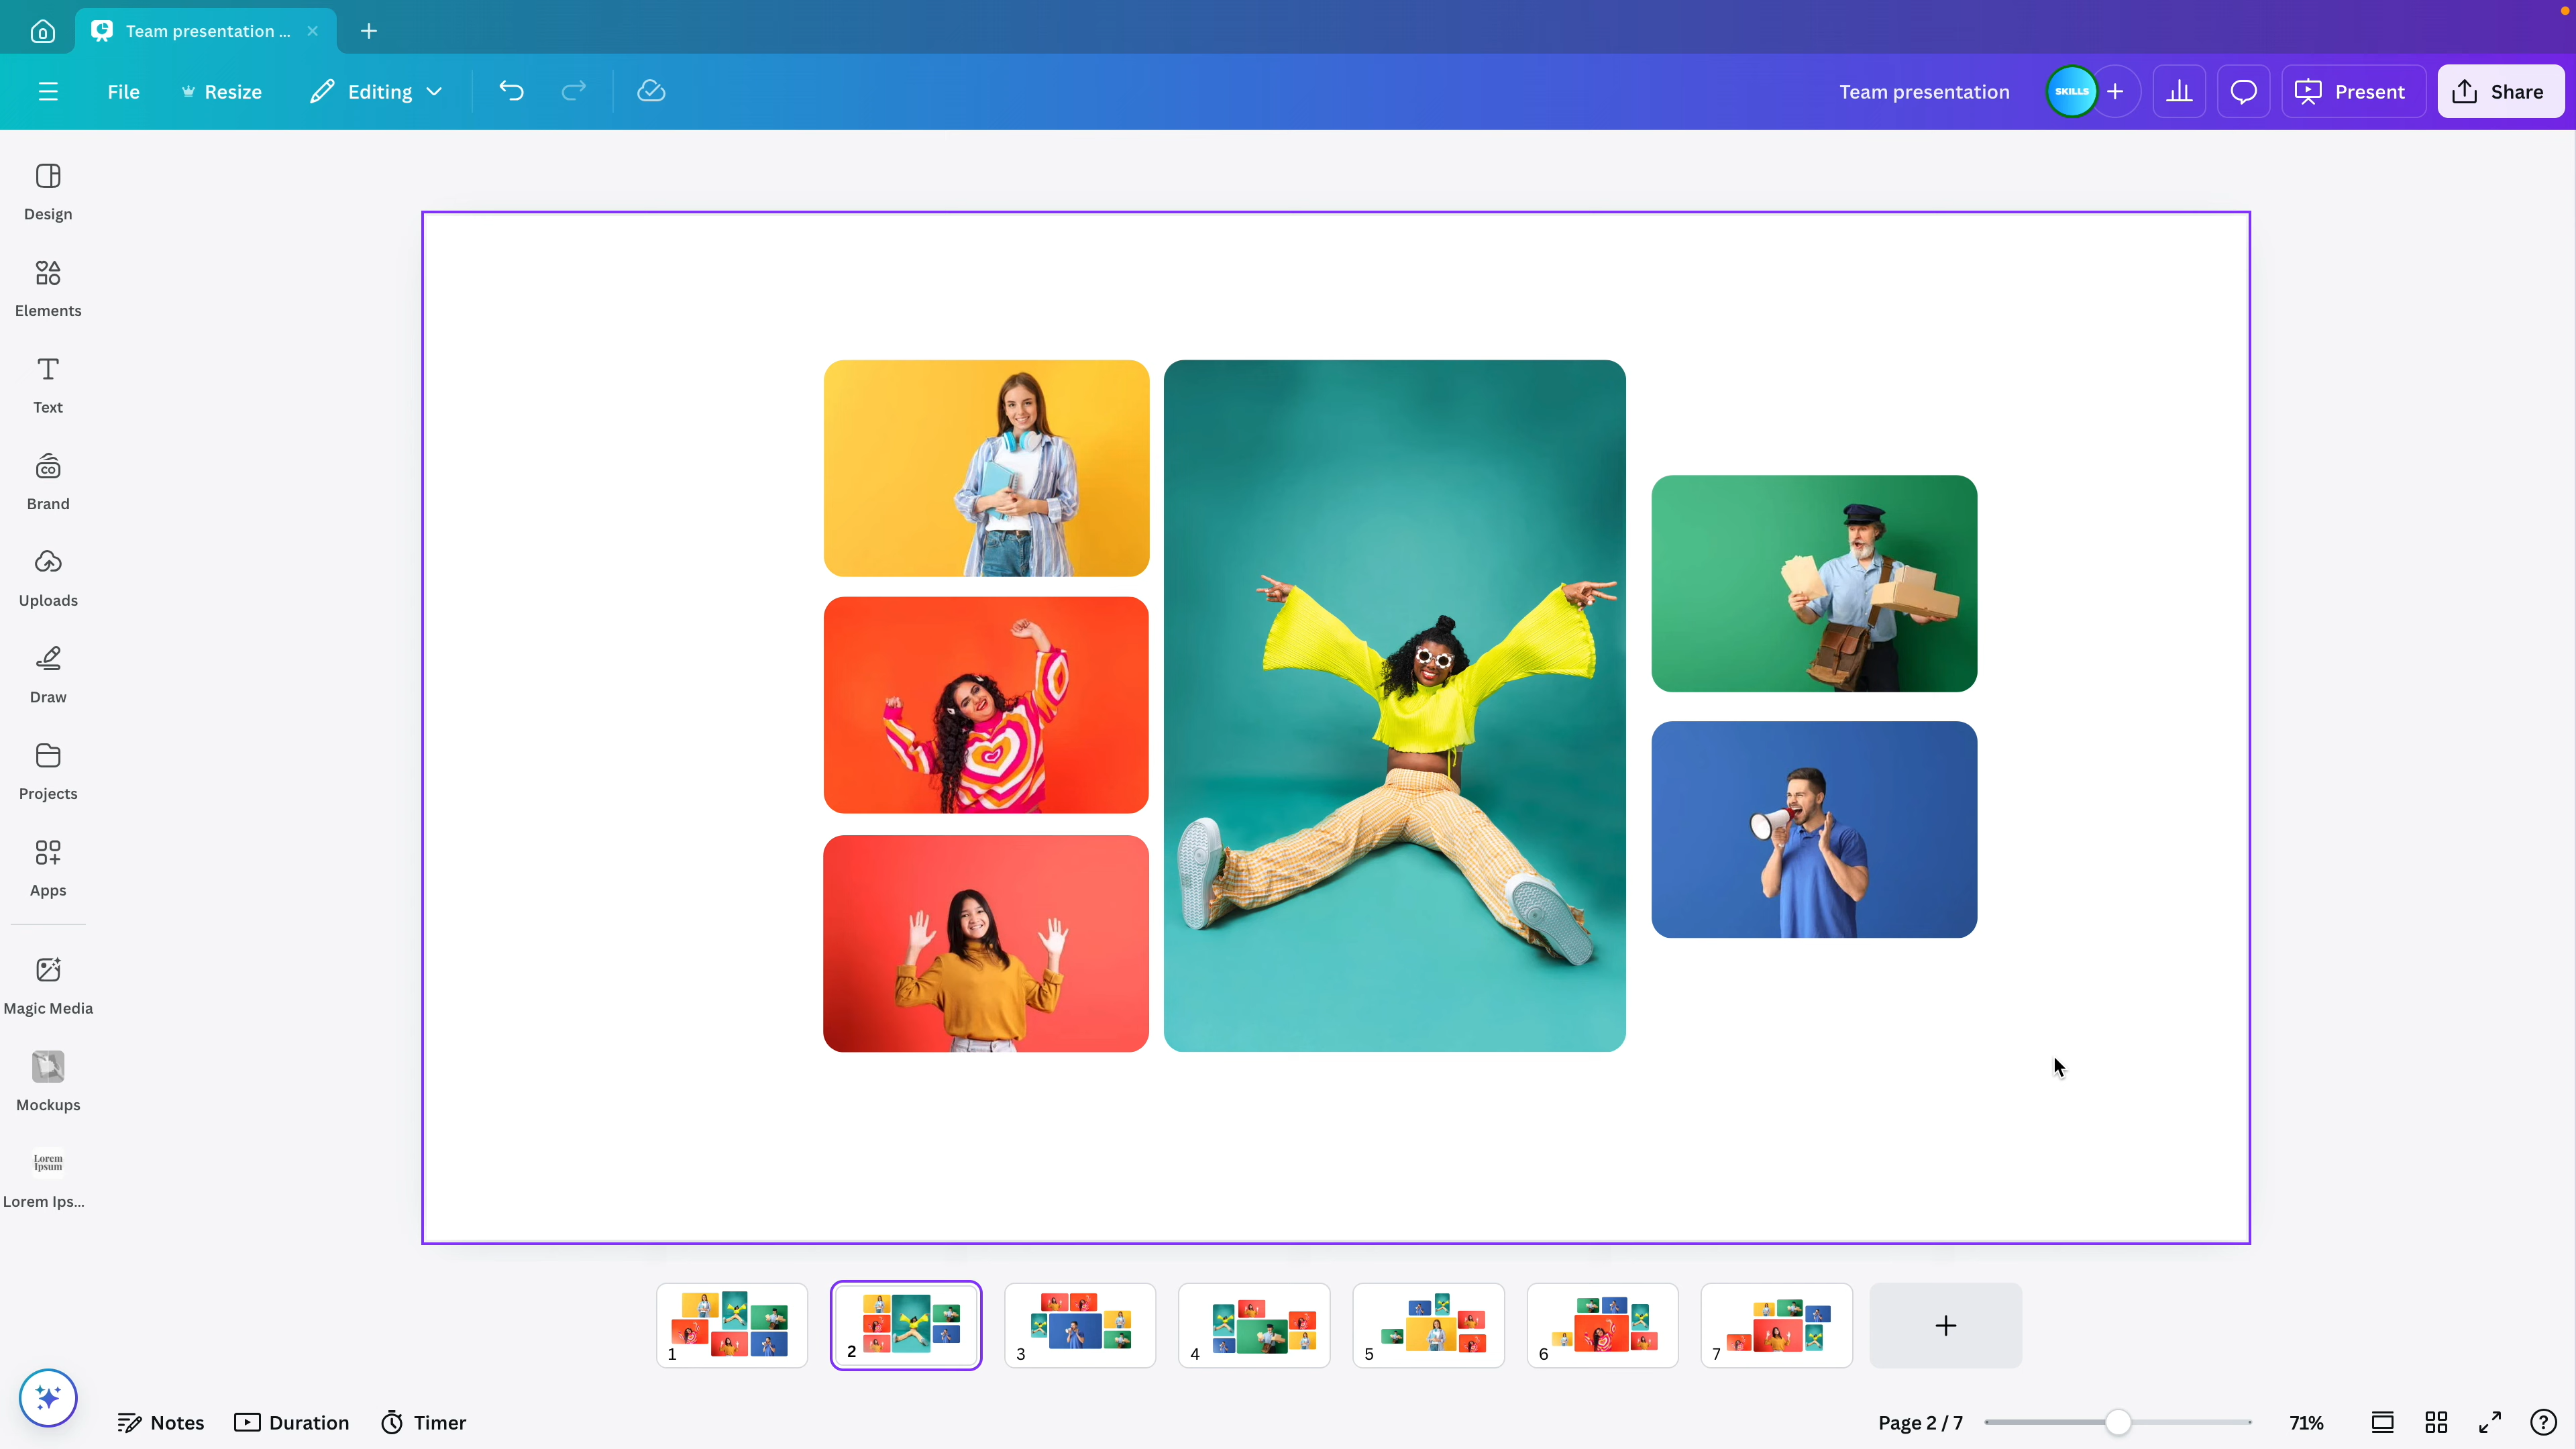 Team presentation ...
File
Resize
Editing
Team presentation
SKILLS
Present
Share
Design
Elements
Text
CO
Brand
Uploads
Draw
Projects
Apps
Magic Media
Mockups
Lorem
Ipsum
Lorem Ips...
1
2
3
4
5
6
7
Notes
Duration
Timer
Page 2 / 7
71%